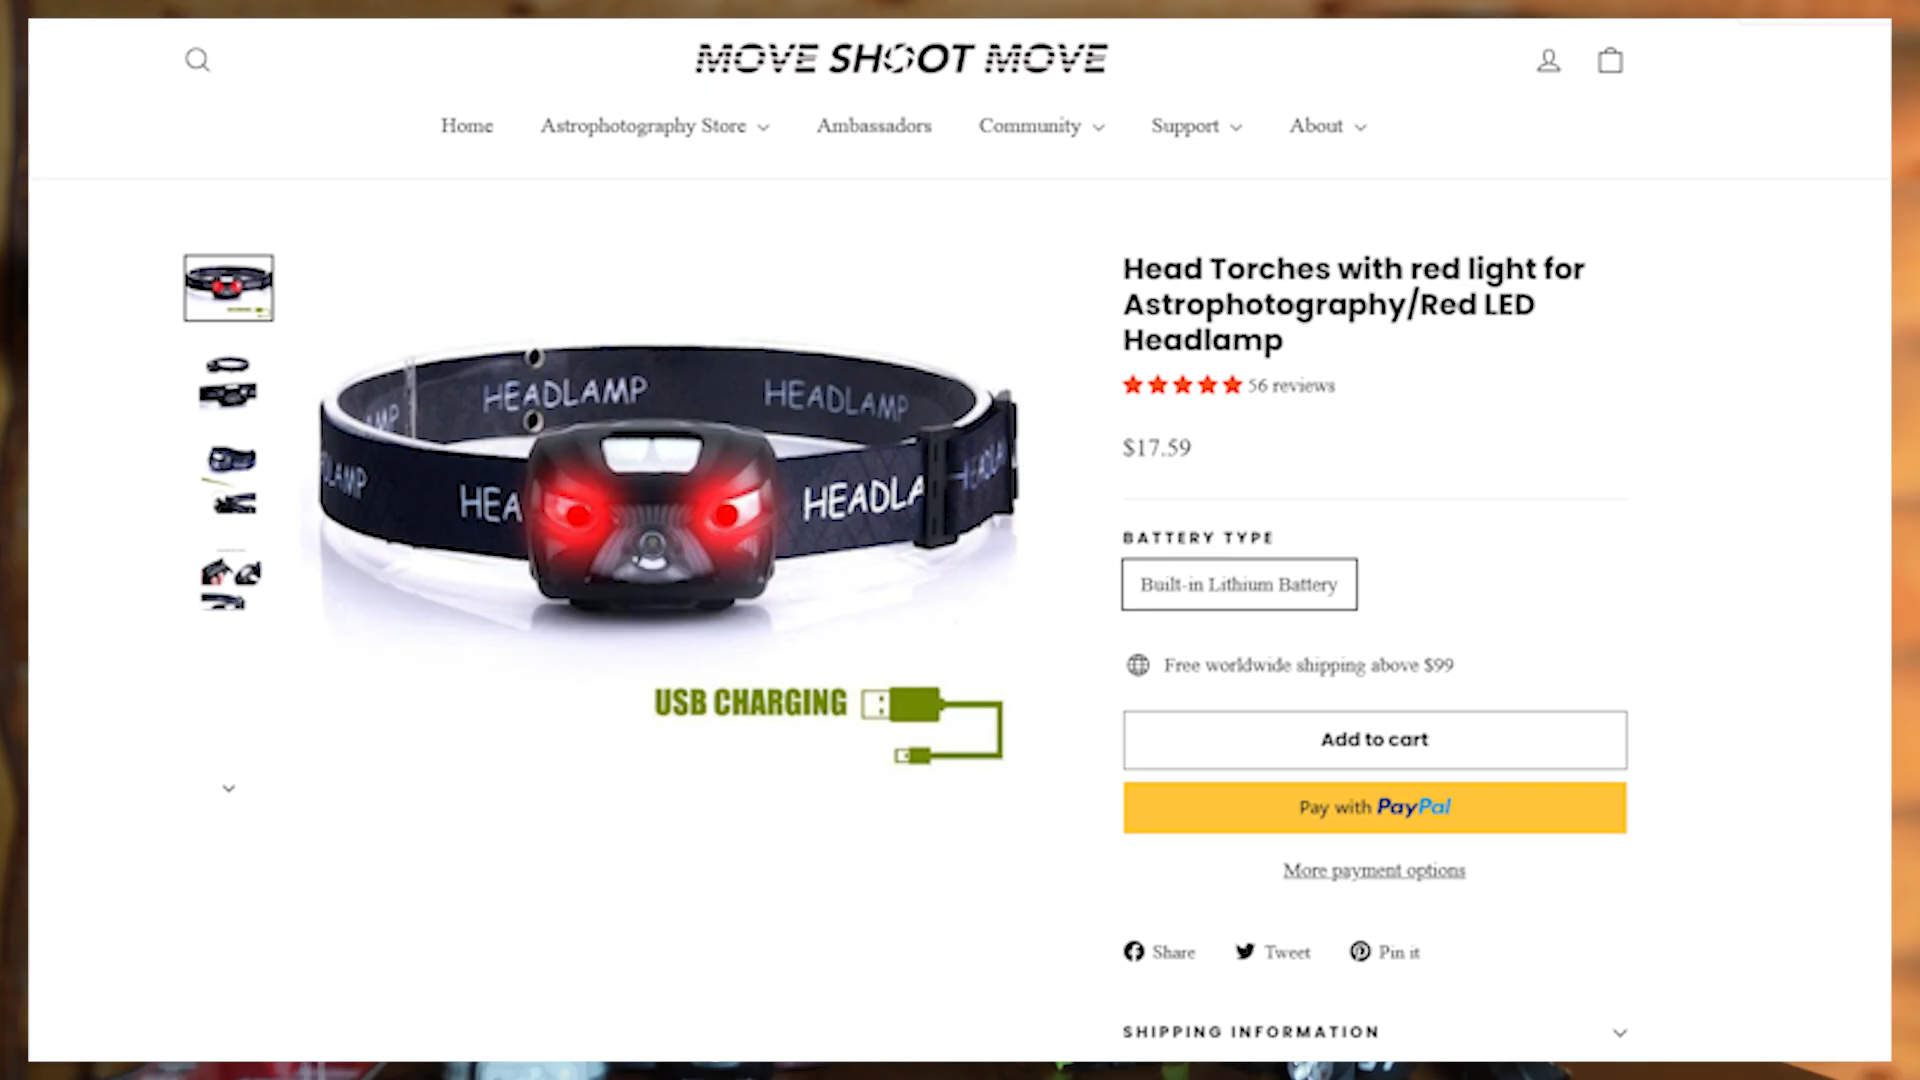 MOVE SHOOT MOVE
Home Astrophotography Store Ambassadors Community Support About
Head Torches with red light for
Astrophotography/Red LED
Headlamp
56 reviews
$17.59
BATTERY TYPE
Built-in Lithium Battery
Free worldwide shipping above $99
Add to cart
Pay with PayPal
More payment options
Share Tweet Pin it
SHIPPING INFORMATION
HEADLAMP HEADLAMP
HEA HEADLA
USB CHARGING